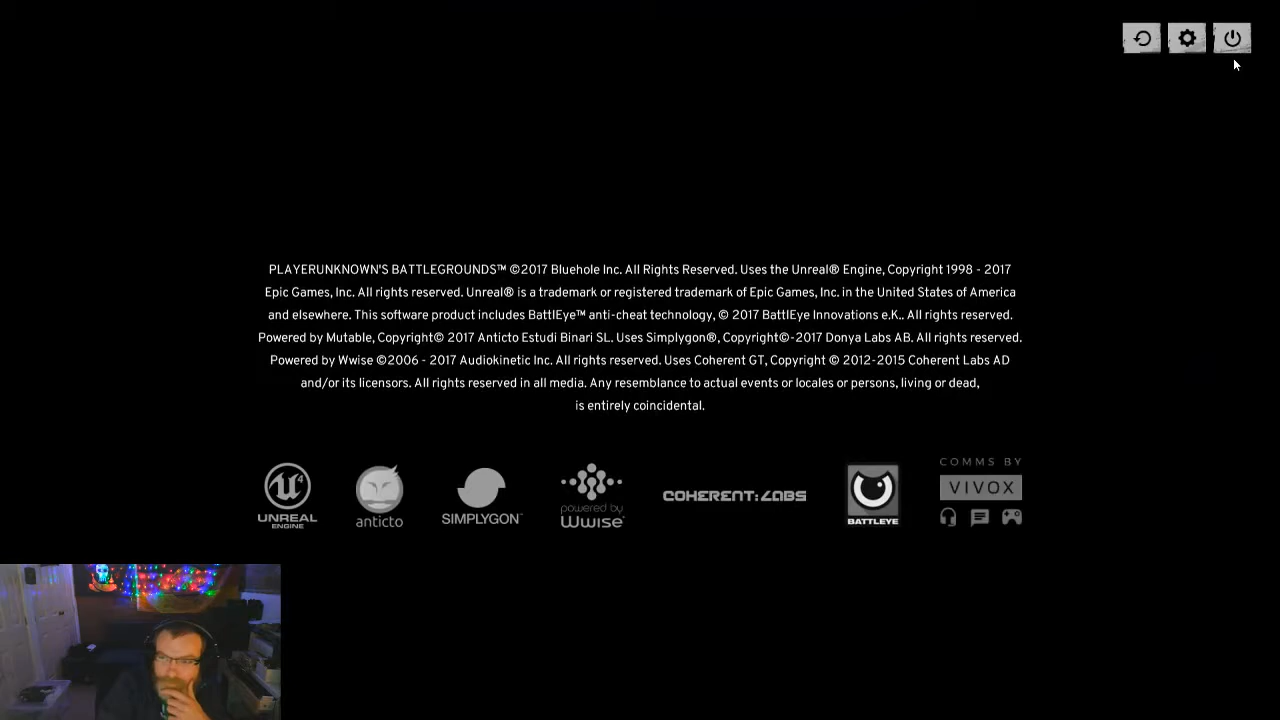 PLAYERUNKNOWN'S BATTLEGROUNDS™ ©2017 Bluehole Inc. All Rights Reserved. Uses the Unreal® Engine, Copyright 1998 - 2017
Epic Games, Inc. All rights reserved. Unreal® is a trademark or registered trademark of Epic Games, Inc. in the United States of America
and elsewhere. This software product includes BattlEye™ anti-cheat technology, © 2017 BattlEye Innovations e.K.. All rights reserved.
Powered by Mutable, Copyright© 2017 Anticto Estudi Binari SL. Uses Simplygon®, Copyright©-2017 Donya Labs AB. All rights reserved.
Powered by Wwise ©2006 - 2017 Audiokinetic Inc. All rights reserved. Uses Coherent GT, Copyright © 2012-2015 Coherent Labs AD
and/or its licensors. All rights reserved in all media. Any resemblance to actual events or locales or persons, living or dead,
is entirely coincidental.
U4
UNREAL
ENGINE
anticto
SIMPLYGON™
powered by
wwise™
COHERENT:LABS
BATTLEYE
COMMS BY
VIVOX